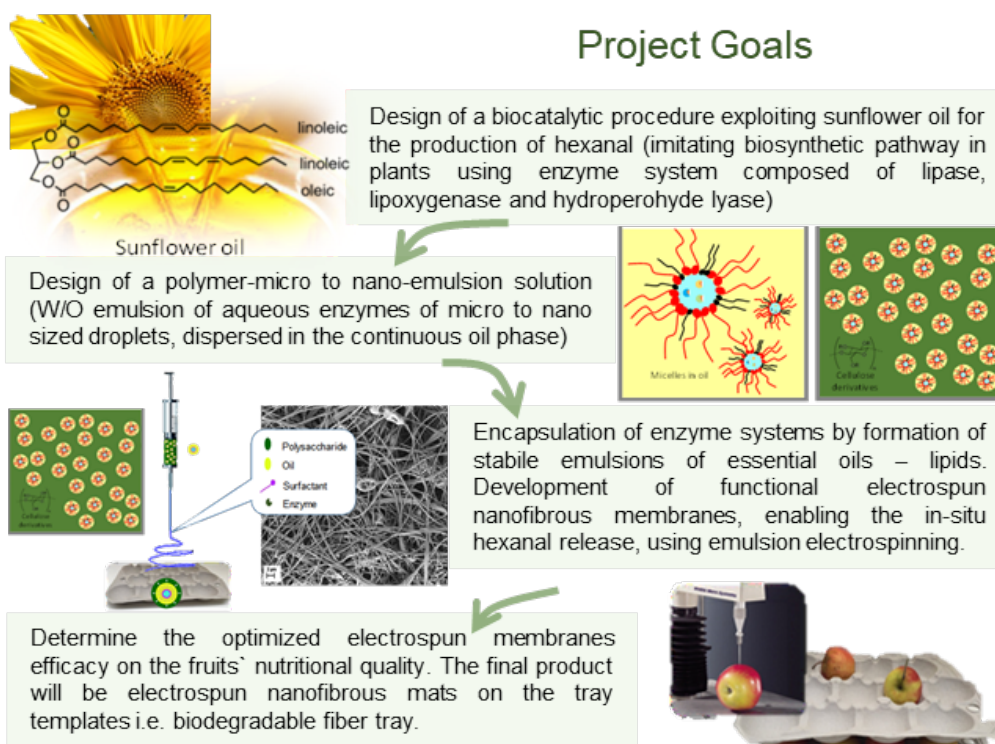 Project Goals
linoleic
linoleic
oleic
Sunflower oil
Design of a biocatalytic procedure exploiting sunflower oil for
the production of hexanal (imitating biosynthetic pathway in
plants using enzyme system composed of lipase,
lipoxygenase and hydroperohyde lyase)
Design of a polymer-micro to nano-emulsion solution
(W/O emulsion of aqueous enzymes of micro to nano
sized droplets, dispersed in the continuous oil phase)
Micelles in oil
Cellulose
derivatives
Cellulose
derivatives
Polysaccharide
Oil
Surfactant
Enzyme
Encapsulation of enzyme systems by formation of
stabile emulsions of essential oils – lipids.
Development of functional electrospun
nanofibrous membranes, enabling the in-situ
hexanal release, using emulsion electrospinning.
Determine the optimized electrospun membranes
efficacy on the fruits` nutritional quality. The final product
will be electrospun nanofibrous mats on the tray
templates i.e. biodegradable fiber tray.